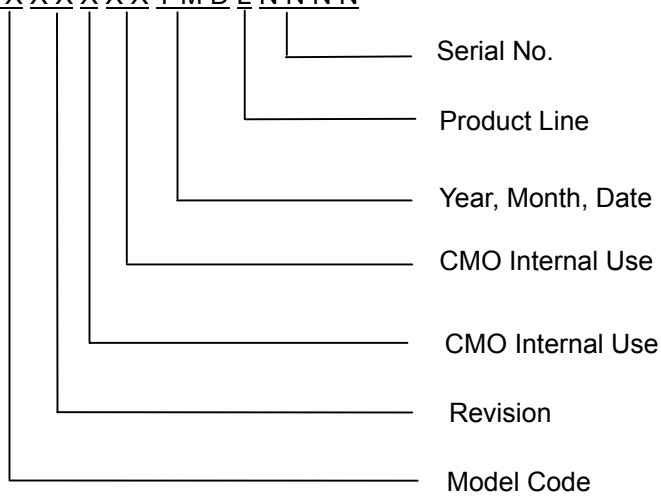 X X X X X X Y M D L N N N N
Serial No.
Product Line
Year, Month, Date
CMO Internal Use
CMO Internal Use
Revision
Model Code